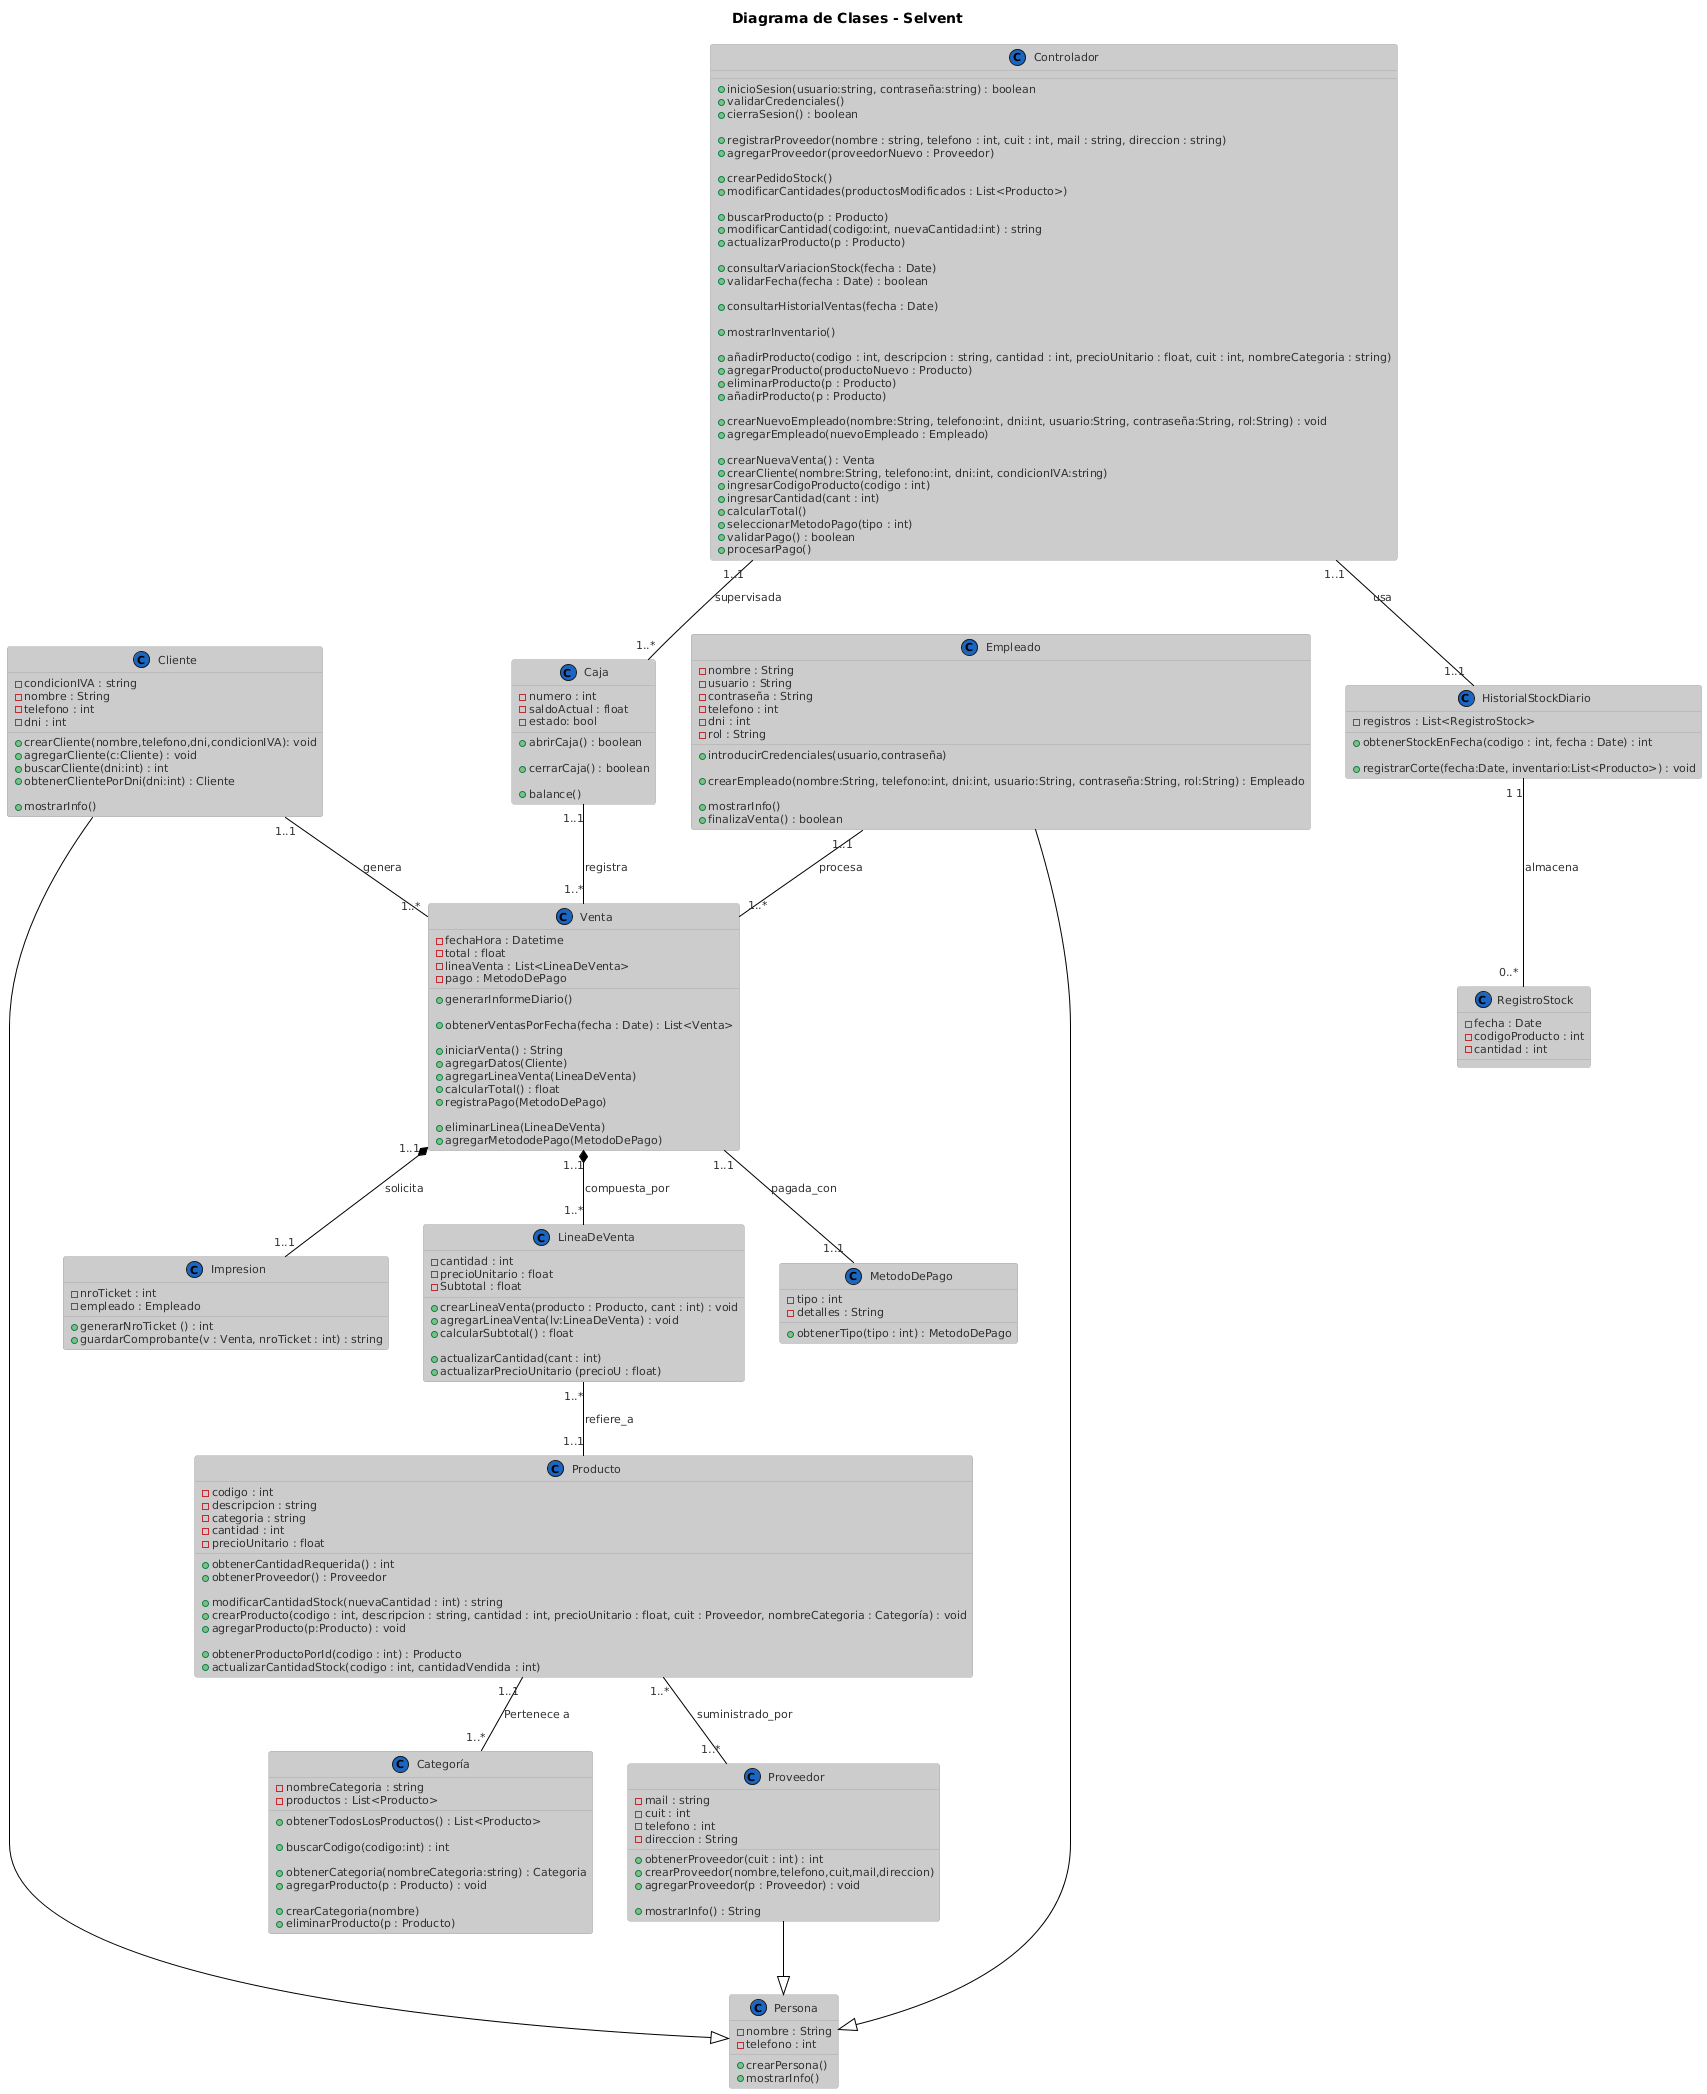 Diagrama de Clases - Selvent
C Controlador
inicioSesion(usuario:string, contraseña:string) : boolean
validarCredenciales()
cierraSesion() : boolean
registrarProveedor(nombre : string, telefono : int, cuit : int, mail : string, direccion : string)
agregarProveedor(proveedorNuevo : Proveedor)
crearPedidoStock()
modificarCantidades(productosModificados : List<Producto>)
buscarProducto(p : Producto)
modificarCantidad(codigo:int, nuevaCantidad:int) : string
actualizarProducto(p : Producto)
consultarVariacionStock(fecha : Date)
validarFecha(fecha : Date) : boolean
consultarHistorialVentas(fecha : Date)
mostrarInventario()
añadirProducto(codigo : int, descripcion : string, cantidad : int, precioUnitario : float, cuit : int, nombreCategoria : string)
agregarProducto(productoNuevo : Producto)
eliminarProducto(p : Producto)
añadirProducto(p : Producto)
crearNuevoEmpleado(nombre:String, telefono:int, dni:int, usuario:String, contraseña:String, rol:String) : void
agregarEmpleado(nuevoEmpleado : Empleado)
crearNuevaVenta() : Venta
crearCliente(nombre:String, telefono:int, dni:int, condicionIVA:string)
ingresarCodigoProducto(codigo : int)
ingresarCantidad(cant : int)
calcularTotal()
seleccionarMetodoPago(tipo : int)
validarPago() : boolean
procesarPago()
1..1
supervisada
1..*
1..1
usa
1..1
C Cliente
condicionIVA : string
nombre : String
telefono : int
dni : int
crearCliente(nombre,telefono,dni,condicionIVA): void
agregarCliente(c:Cliente) : void
buscarCliente(dni:int) : int
obtenerClientePorDni(dni:int) : Cliente
mostrarInfo()
C Caja
numero : int
saldoActual : float
estado: bool
abrirCaja() : boolean
cerrarCaja() : boolean
balance()
C Empleado
nombre : String
usuario : String
contraseña : String
telefono : int
dni : int
rol : String
introducirCredenciales(usuario,contraseña)
crearEmpleado(nombre:String, telefono:int, dni:int, usuario:String, contraseña:String, rol:String) : Empleado
mostrarInfo()
finalizaVenta() : boolean
C HistorialStockDiario
registros : List<RegistroStock>
obtenerStockEnFecha(codigo : int, fecha : Date) : int
registrarCorte(fecha:Date, inventario:List<Producto>) : void
1..1
genera
1..*
1..1
registra
1..*
1..1
procesa
1..*
1 1
almacena
0..*
C Venta
fechaHora : Datetime
total : float
lineaVenta : List<LineaDeVenta>
pago : MetodoDePago
generarInformeDiario()
obtenerVentasPorFecha(fecha : Date) : List<Venta>
iniciarVenta() : String
agregarDatos(Cliente)
agregarLineaVenta(LineaDeVenta)
calcularTotal() : float
registraPago(MetodoDePago)
eliminarLinea(LineaDeVenta)
agregarMetododePago(MetodoDePago)
C RegistroStock
fecha : Date
codigoProducto : int
cantidad : int
1..1
solicita
1..1
1..1
compuesta_por
1..*
1..1
pagada_con
1..1
C Impresion
nroTicket : int
empleado : Empleado
generarNroTicket () : int
guardarComprobante(v : Venta, nroTicket : int) : string
C LineaDeVenta
cantidad : int
precioUnitario : float
Subtotal : float
crearLineaVenta(producto : Producto, cant : int) : void
agregarLineaVenta(lv:LineaDeVenta) : void
calcularSubtotal() : float
actualizarCantidad(cant : int)
actualizarPrecioUnitario (precioU : float)
C MetodoDePago
tipo : int
detalles : String
obtenerTipo(tipo : int) : MetodoDePago
1..*
refiere_a
1..1
C Producto
codigo : int
descripcion : string
categoria : string
cantidad : int
precioUnitario : float
obtenerCantidadRequerida() : int
obtenerProveedor() : Proveedor
modificarCantidadStock(nuevaCantidad : int) : string
crearProducto(codigo : int, descripcion : string, cantidad : int, precioUnitario : float, cuit : Proveedor, nombreCategoria : Categoría) : void
agregarProducto(p:Producto) : void
obtenerProductoPorId(codigo : int) : Producto
actualizarCantidadStock(codigo : int, cantidadVendida : int)
1..1
Pertenece a
1..*
1..*
suministrado_por
1..*
C Categoría
nombreCategoria : string
productos : List<Producto>
obtenerTodosLosProductos() : List<Producto>
buscarCodigo(codigo:int) : int
obtenerCategoria(nombreCategoria:string) : Categoria
agregarProducto(p : Producto) : void
crearCategoria(nombre)
eliminarProducto(p : Producto)
C Proveedor
mail : string
cuit : int
telefono : int
direccion : String
obtenerProveedor(cuit : int) : int
crearProveedor(nombre,telefono,cuit,mail,direccion)
agregarProveedor(p : Proveedor) : void
mostrarInfo() : String
C Persona
nombre : String
telefono : int
crearPersona()
mostrarInfo()